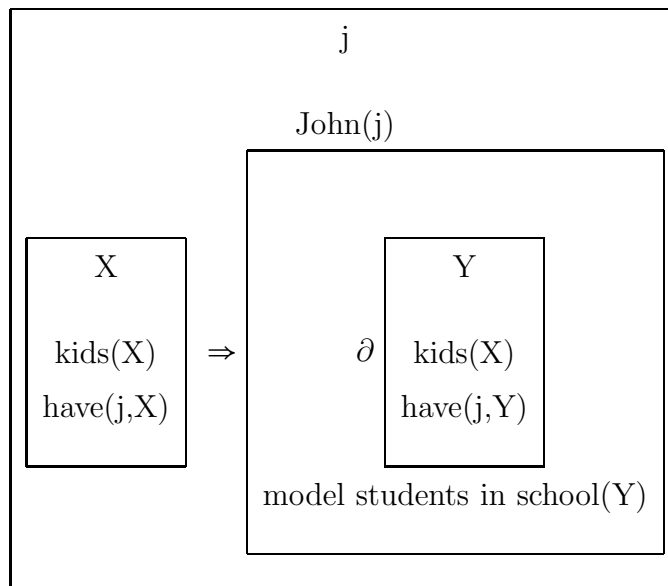 j
John(j)
X
Y
kids(X)
⇒
∂
kids(X)
have(j,X)
have(j,Y)
model students in school(Y)